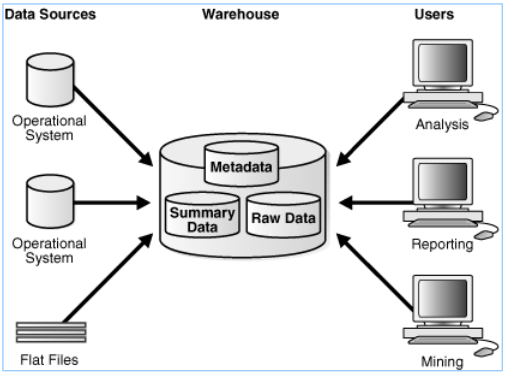 Data Sources
Warehouse
Users
Operational
System
Operational
System
Flat Files
Metadata
Summary
Data
Raw Data
Analysis
Reporting
Mining